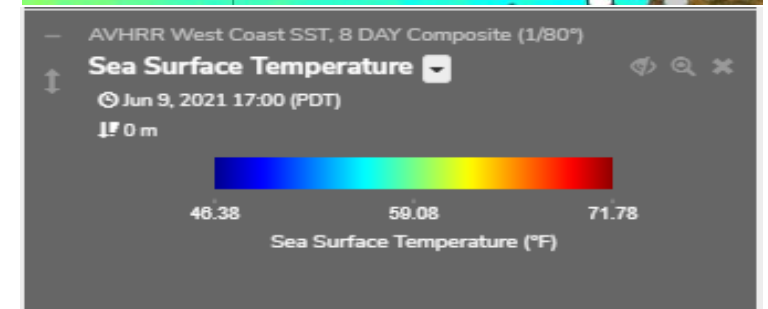 AVHRR West Coast SST, 8 DAY Composite (1/80°)
Sea Surface Temperature
Jun 9, 2021 17:00 (PDT)
0 m
46.38 59.08 71.78
Sea Surface Temperature (°F)